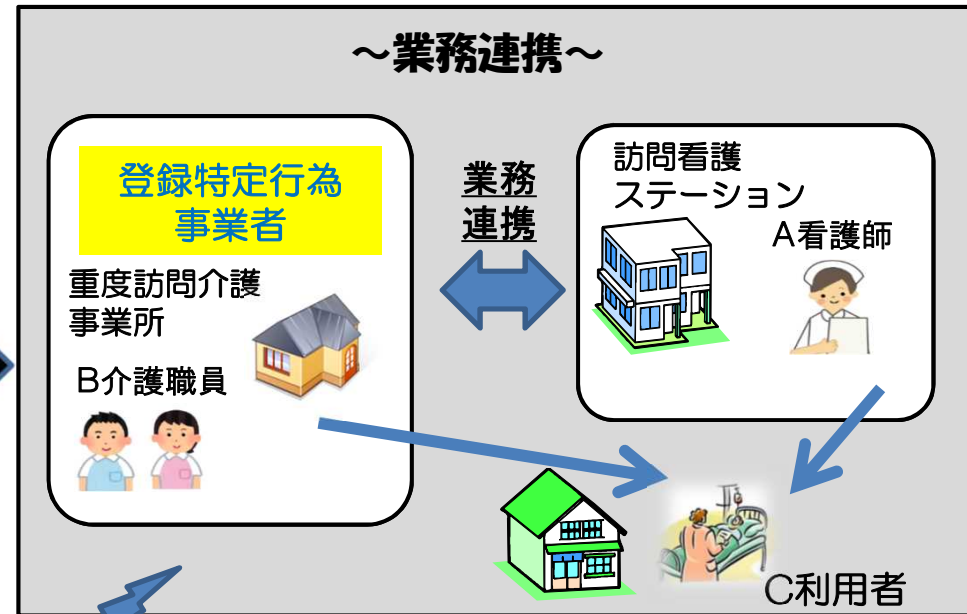 ～業務連携～
登録特定行為
事業者
重度訪問介護
事業所
B介護職員
業務
連携
訪問看護
ステーション
A看護師
C利用者